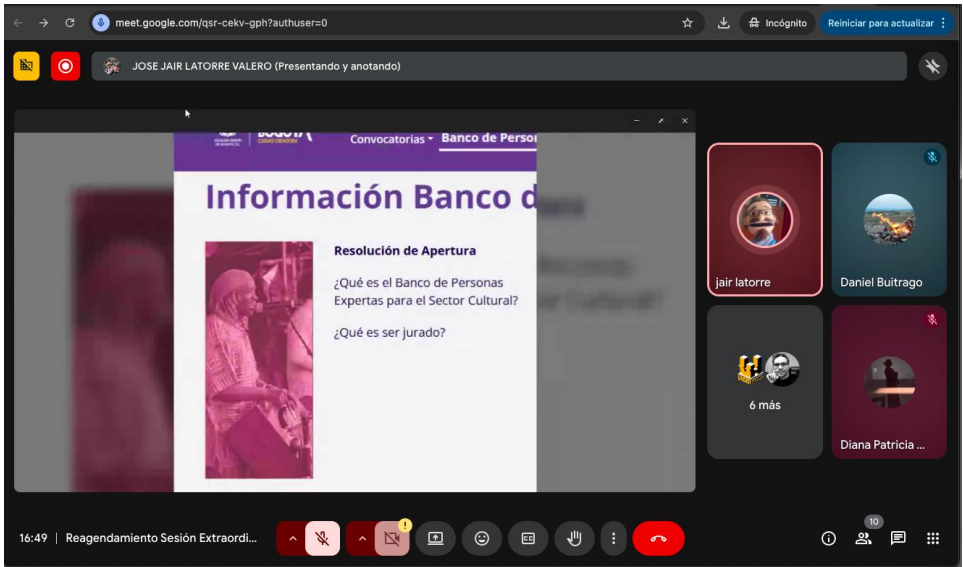 meet.google.com/qsr-cekv-gph?authuser=0
Incógnito
Reiniciar para actualizar
JOSE JAIR LATORRE VALERO (Presentando y anotando)
BOGOTÁ
Convocatorias
Banco de Person
Información Banco d
Resolución de Apertura
¿Qué es el Banco de Personas
Expertas para el Sector Cultural?
¿Qué es ser jurado?
jair latorre
Daniel Buitrago
6 más
Diana Patricia ...
16:49 | Reagendamiento Sesión Extraordi...
10